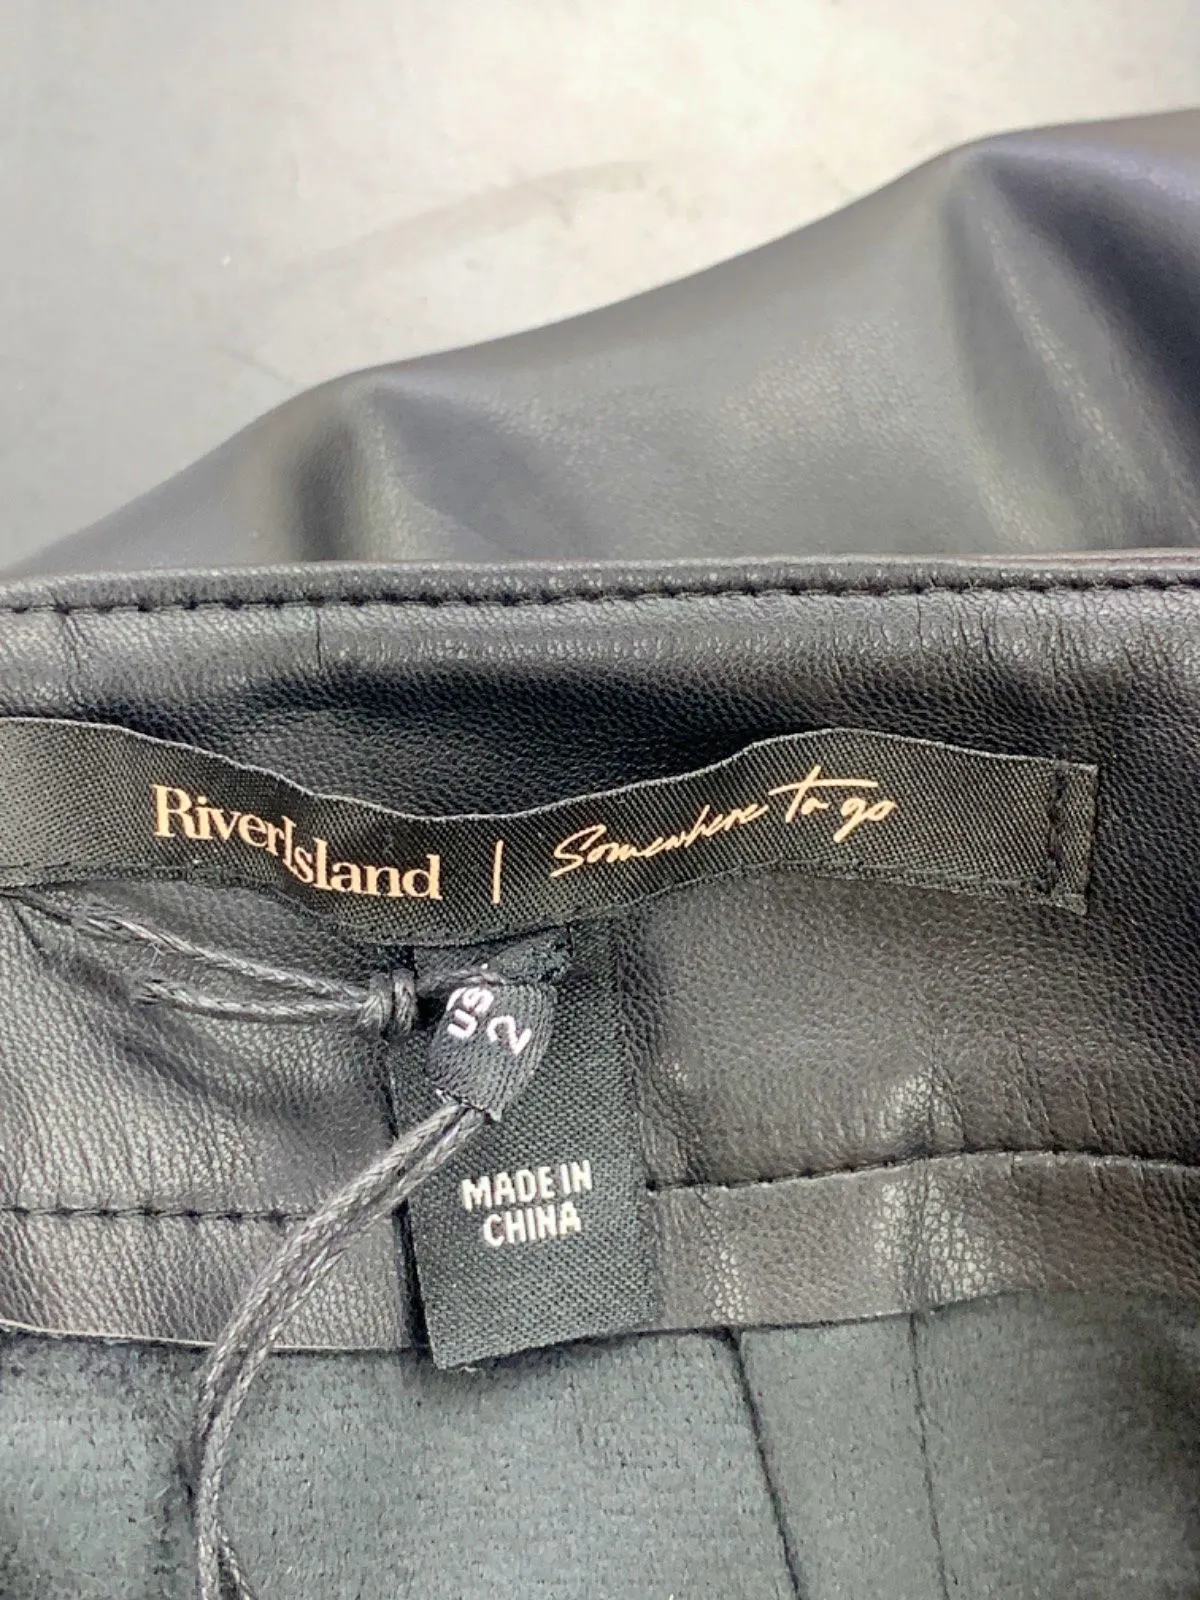 RiverIsland | Somewhere to go
US
2
MADE IN
CHINA